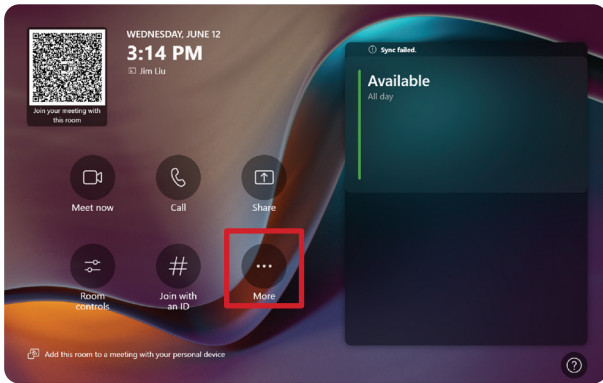 WEDNESDAY, JUNE 12
3:14 PM
Jim Liu
Join your meeting with
this room
Sync failed.
Available
All day
Meet now
Call
Share
Room
controls
#
Join with
an ID
More
Add this room to a meeting with your personal device
?